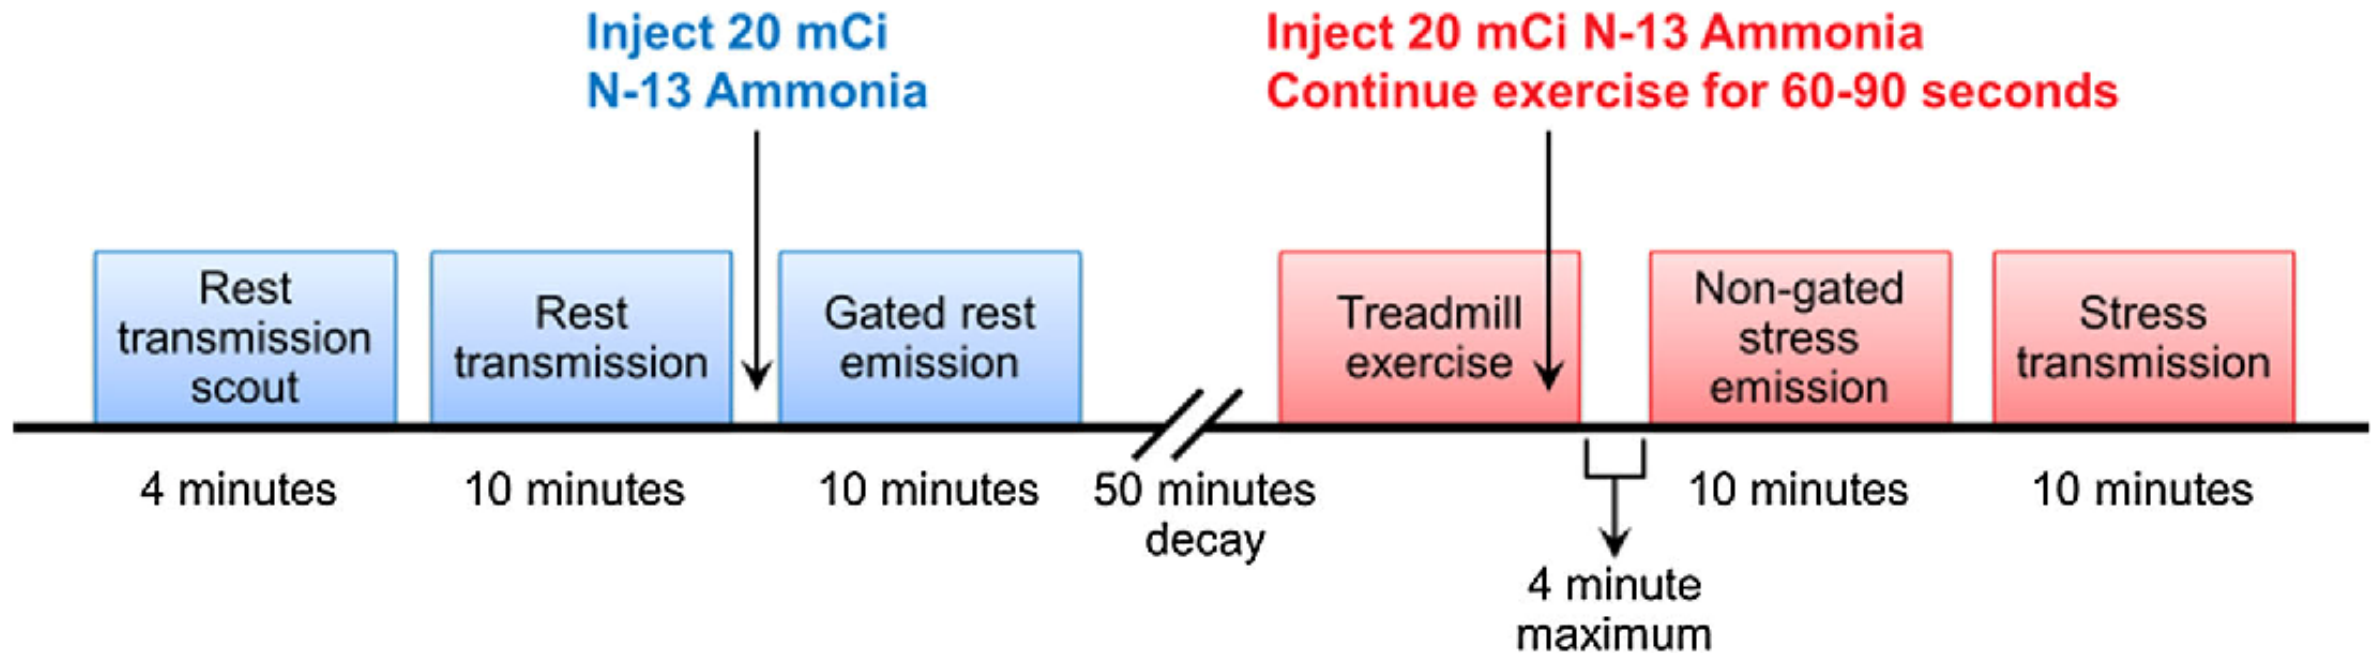 Inject 20 mCi
N-13 Ammonia
Inject 20 mCi N-13 Ammonia
Continue exercise for 60-90 seconds
Rest
transmission
scout
Rest
transmission
Gated rest
emission
Treadmill
exercise
Non-gated
stress
emission
Stress
transmission
4 minutes
10 minutes
10 minutes
50 minutes
decay
10 minutes
10 minutes
4 minute
maximum